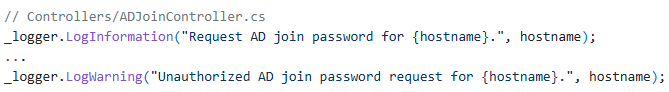 // Controllers/ADJoinController.cs
_logger.LogInformation("Request AD join password for {hostname}.", hostname);
...
_logger.LogWarning("Unauthorized AD join password request for {hostname}.", hostname);